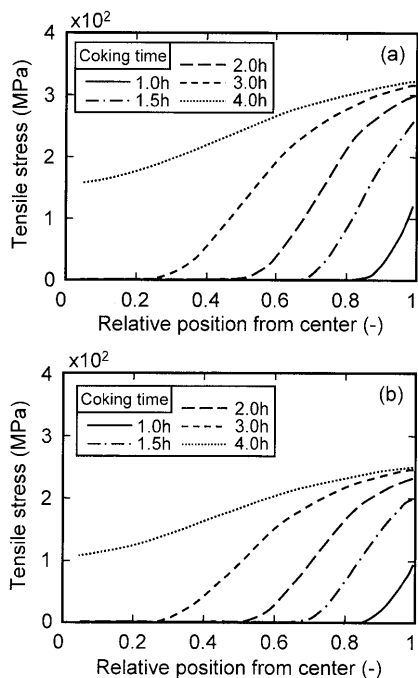 ×10²
4
3
2
1
0
Tensile stress (MPa)
(a)
Coking time
1.0h
1.5h
2.0h
3.0h
4.0h
0 0.2 0.4 0.6 0.8 1
Relative position from center (-)
×10²
4
3
2
1
0
Tensile stress (MPa)
(b)
Coking time
1.0h
1.5h
2.0h
3.0h
4.0h
0 0.2 0.4 0.6 0.8 1
Relative position from center (-)